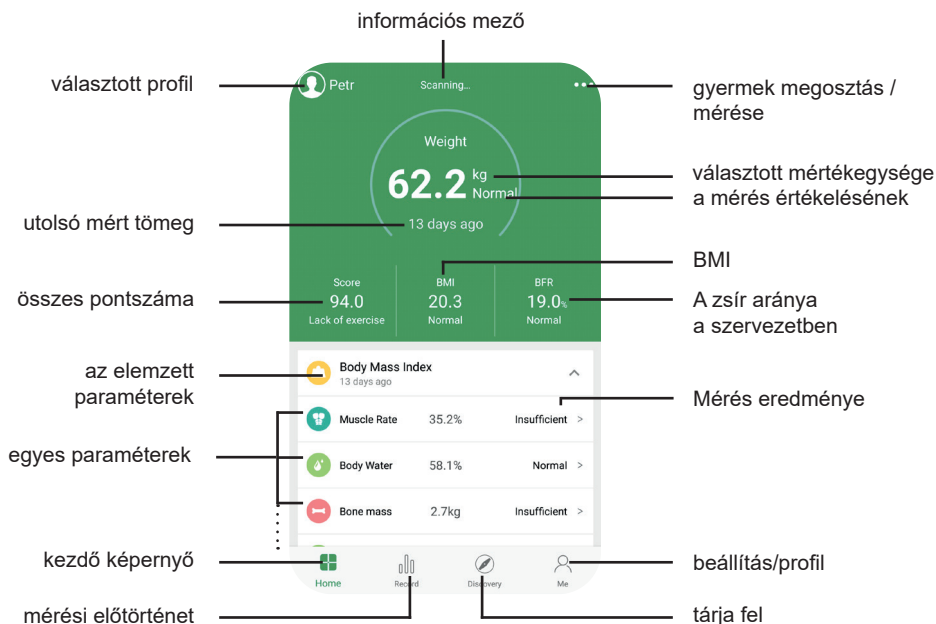 információs mező
választott profil
Petr
Scanning...
gyermek megosztás /
mérése
Weight
62.2 kg
Normal
választott mértékegysége
a mérés értékelésének
utolsó mért tömeg
13 days ago
BMI
összes pontszáma
Score
94.0
Lack of exercise
BMI
20.3
Normal
BFR
19.0%
Normal
A zsír aránya
a szervezetben
az elemzett
paraméterek
Body Mass Index
13 days ago
Mérés eredménye
egyes paraméterek
Muscle Rate 35.2% Insufficient >
Body Water 58.1% Normal >
Bone mass 2.7kg Insufficient >
kezdő képernyő
Home
Record
Discovery
Me
beállítás/profil
mérési előtörténet
tárja fel